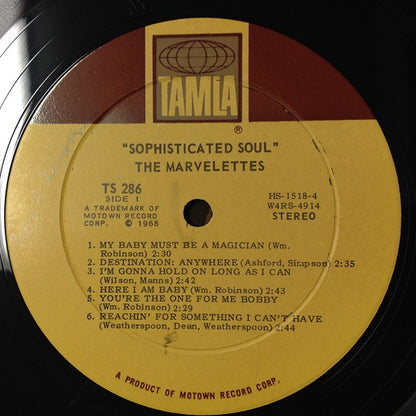 TAMLA
®
"SOPHISTICATED SOUL"
THE MARVELETTES
TS 286
SIDE 1
A TRADEMARK OF
MOTOWN RECORD
CORP. © 1968
HS-1518-4
W4RS-4914
STEREO
1. MY BABY MUST BE A MAGICIAN (Wm.
Robinson) 2:30
2. DESTINATION: ANYWHERE (Ashford, Simpson) 2:35
3. I'M GONNA HOLD ON LONG AS I CAN
(Wilson, Manns) 2:42
4. HERE I AM BABY (Wm. Robinson) 2:43
5. YOU'RE THE ONE FOR ME BOBBY
(Wm. Robinson) 2:29
6. REACHIN' FOR SOMETHING I CAN'T HAVE
(Weatherspoon, Dean, Weatherspoon) 2:44
A PRODUCT OF MOTOWN RECORD CORP.